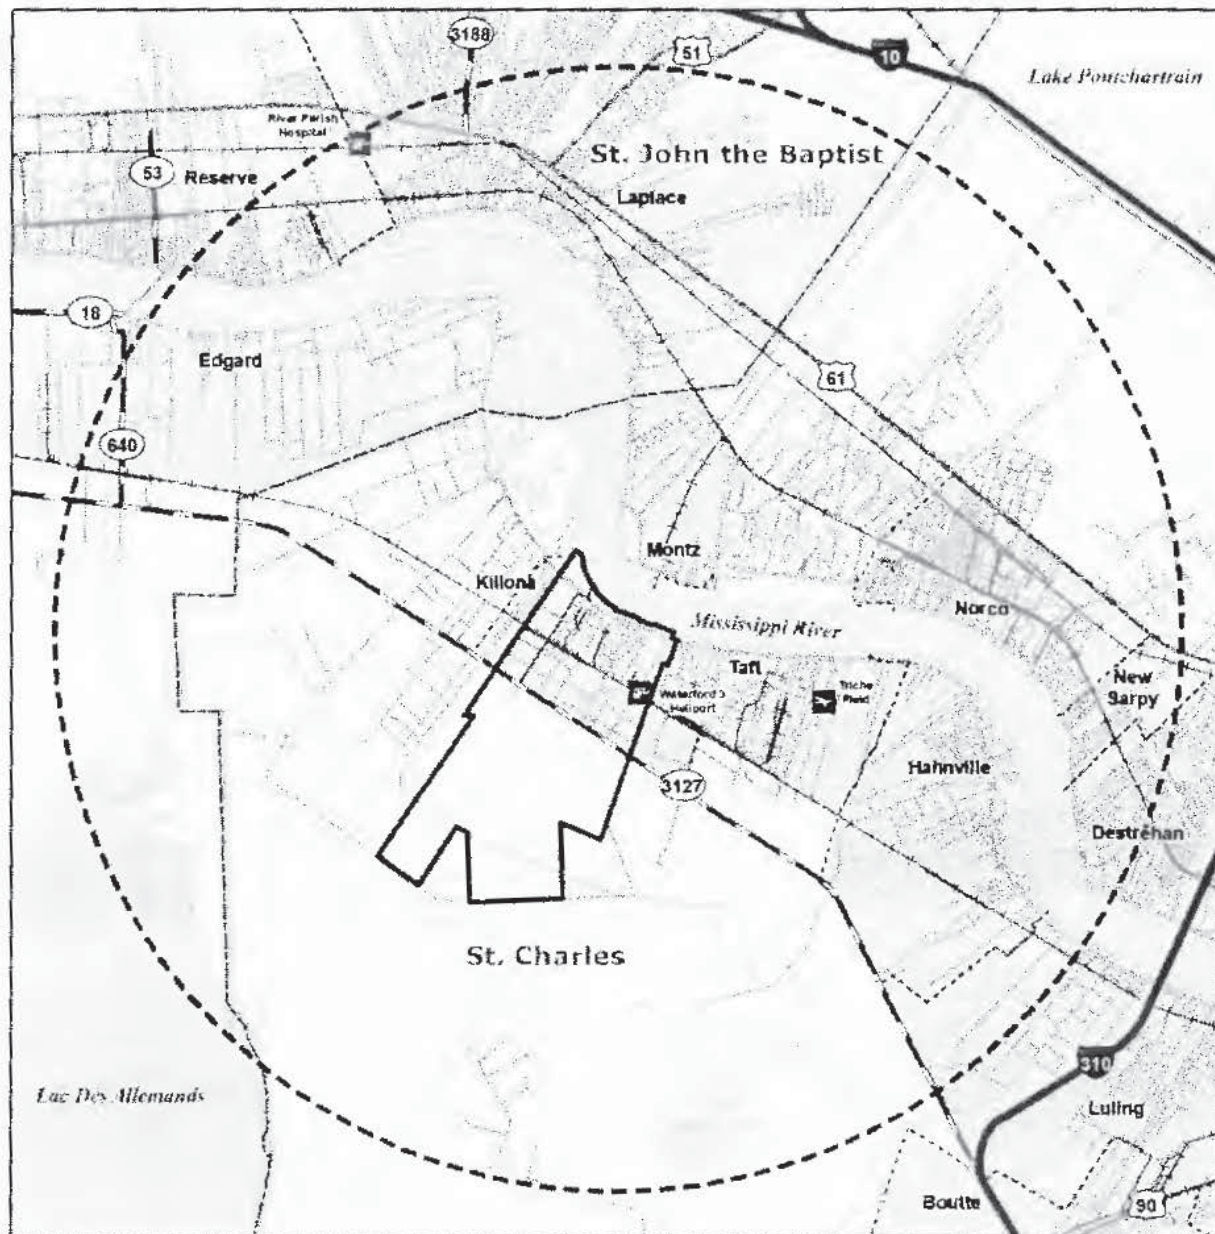 3188
51
10
Lake Pontchartrain
River Parish
Hospital
St. John the Baptist
53
Reserve
Laplace
18
Edgard
61
640
Montz
Killona
Norco
Mississippi River
Taft
New
Sarpy
Waterford 3
Heliport
Triche
Field
Hahnville
3127
Destrehan
St. Charles
310
Lac Des Allemands
Luling
Boutte
90